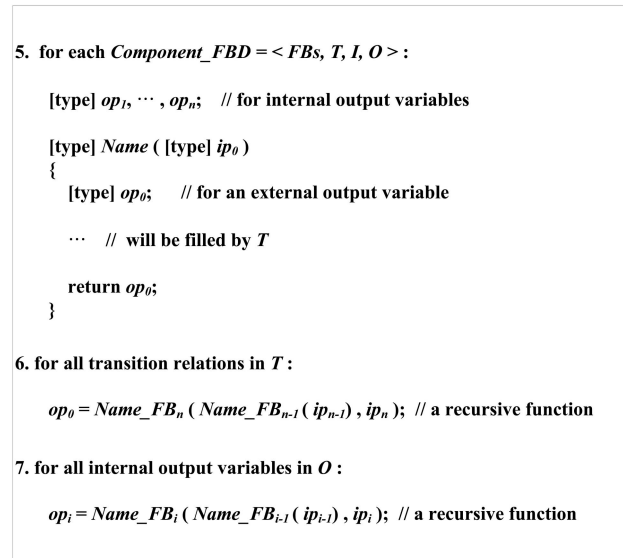 5. for each Component_FBD = < FBs, T, I, O > :
[type] op₁, ⋯ , opₙ; // for internal output variables
[type] Name ( [type] ip₀ )
{
[type] op₀; // for an external output variable
⋯ // will be filled by T
return op₀;
}
6. for all transition relations in T :
op₀ = Name_FBₙ ( Name_FBₙ₋₁ ( ipₙ₋₁) , ipₙ ); // a recursive function
7. for all internal output variables in O :
opᵢ = Name_FBᵢ ( Name_FBᵢ₋₁ ( ipᵢ₋₁) , ipᵢ ); // a recursive function